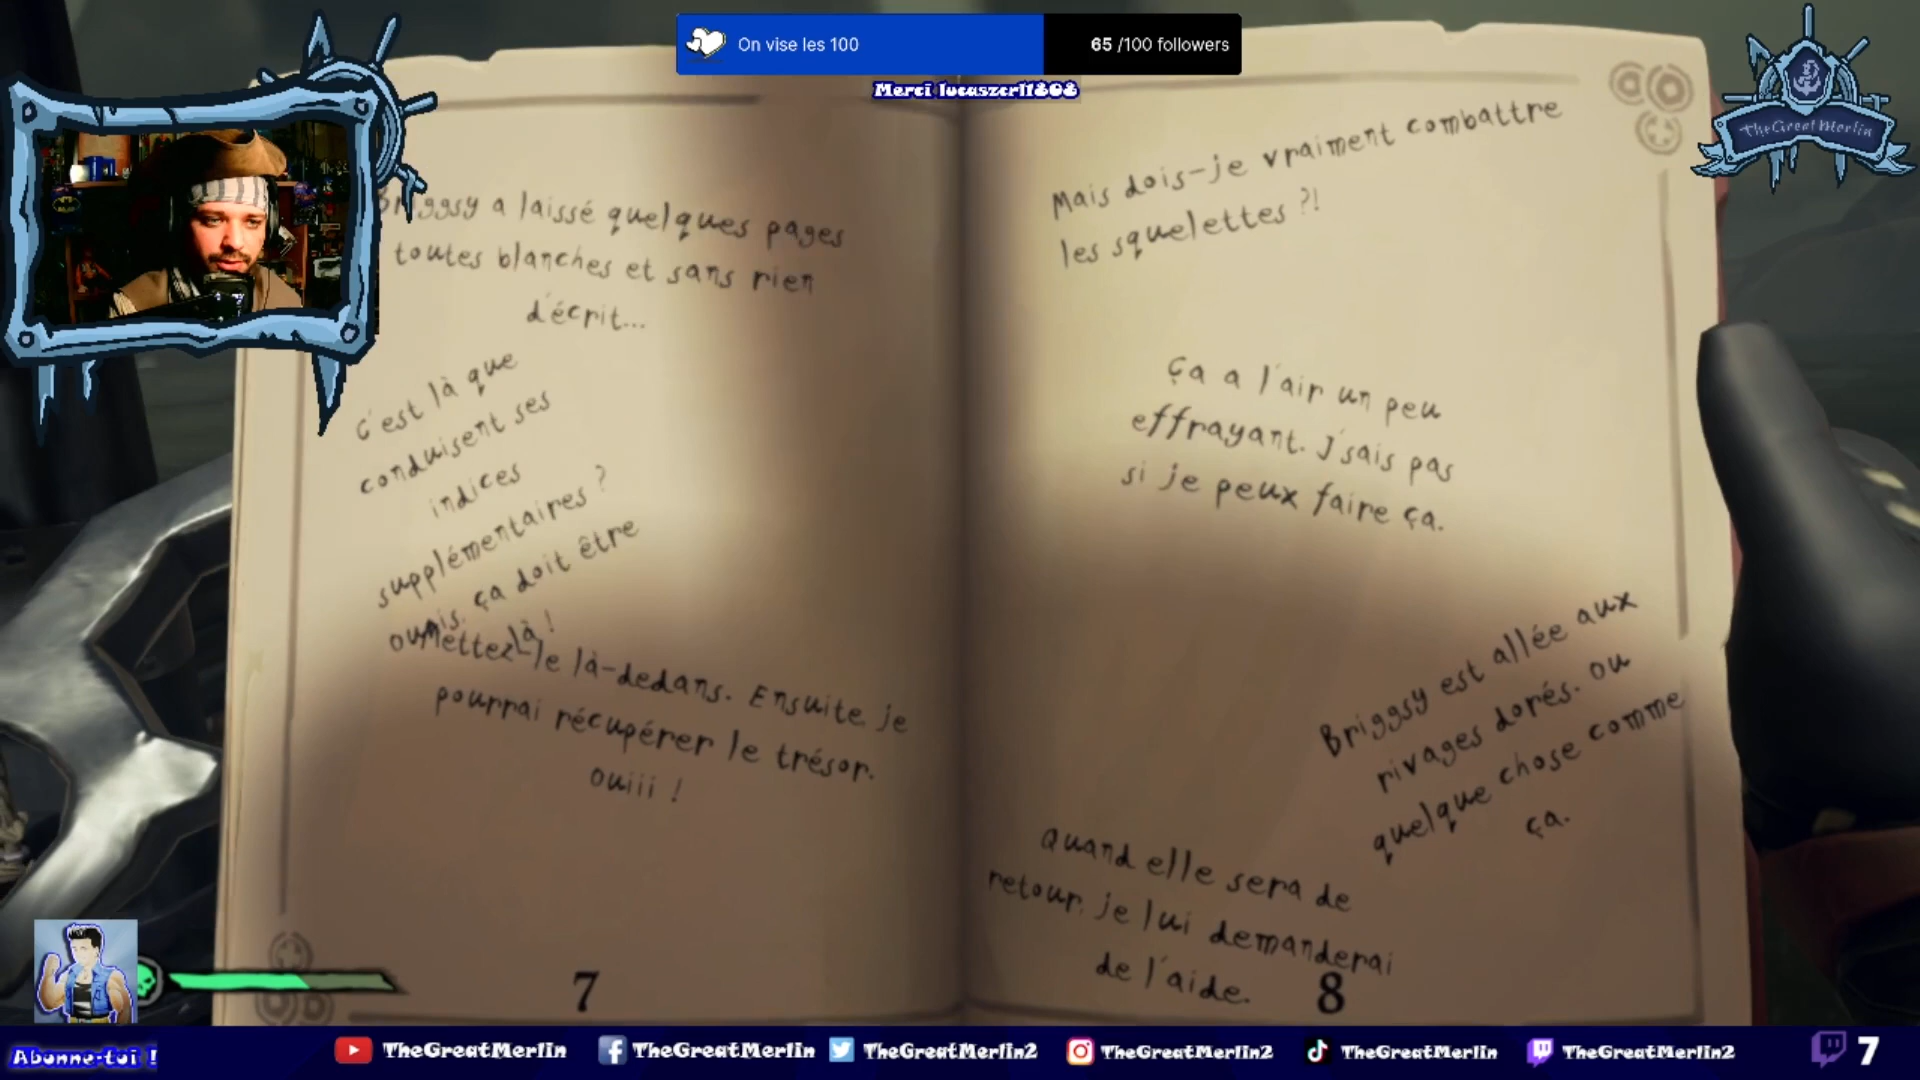 On vise les 100
65 /100 followers
Merci lucaszcr11808
TheGreatMerlin
Briggsy a laissé quelques pages
toutes blanches et sans rien
d'écrit...
c'est là que
conduisent ses
indices
supplémentaires ?
ouais, ça doit être
là !
Mettez-le là-dedans. Ensuite, je
pourrai récupérer le trésor.
ouiii !
7
Mais dois-je vraiment combattre
les squelettes ?!
Ça a l'air un peu
effrayant. J'sais pas
si je peux faire ça.
Briggsy est allée aux
rivages dorés. ou
quelque chose comme
ça.
Quand elle sera de
retour, je lui demanderai
de l'aide.
8
Abonne-toi !
TheGreatMerlin
TheGreatMerlin
TheGreatMerlin2
TheGreatMerlin2
TheGreatMerlin
TheGreatMerlin2
7